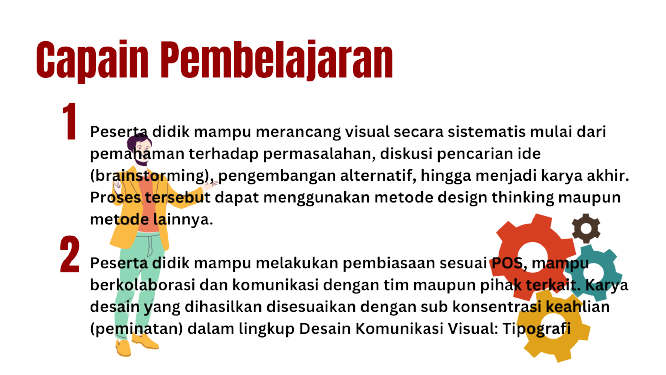 Capain Pembelajaran
1
Peserta didik mampu merancang visual secara sistematis mulai dari
pemahaman terhadap permasalahan, diskusi pencarian ide
(brainstorming), pengembangan alternatif, hingga menjadi karya akhir.
Proses tersebut dapat menggunakan metode design thinking maupun
metode lainnya.
2
Peserta didik mampu melakukan pembiasaan sesuai POS, mampu
berkolaborasi dan komunikasi dengan tim maupun pihak terkait. Karya
desain yang dihasilkan disesuaikan dengan sub konsentrasi keahlian
(peminatan) dalam lingkup Desain Komunikasi Visual: Tipografi